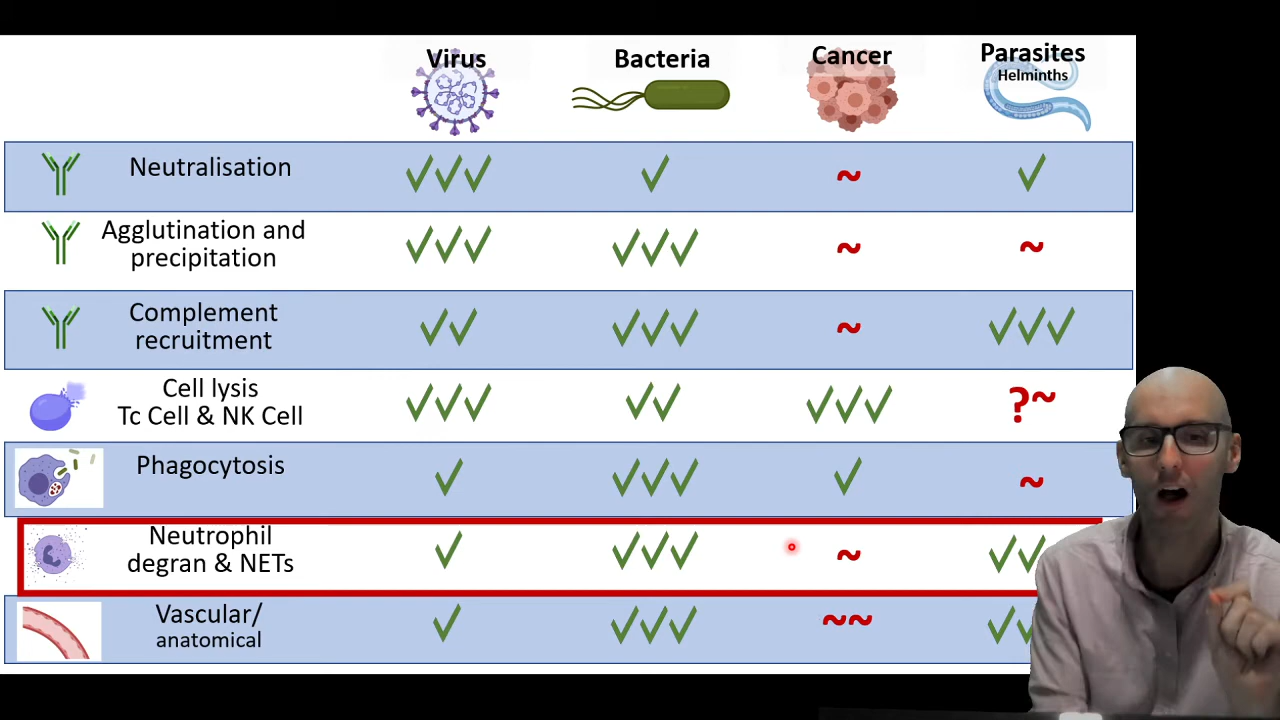 Virus Bacteria Cancer Parasites
Helminths
Neutralisation ✓✓✓ ✓ ~ ✓
Agglutination and
precipitation ✓✓✓ ✓✓✓ ~ ~
Complement
recruitment ✓✓ ✓✓✓ ~ ✓✓✓
Cell lysis
Tc Cell & NK Cell ✓✓✓ ✓✓ ✓✓✓ ?~
Phagocytosis ✓ ✓✓✓ ✓ ~
Neutrophil
degran & NETs ✓ ✓✓✓ ~ ✓✓
Vascular/
anatomical ✓ ✓✓✓ ~~ ✓✓